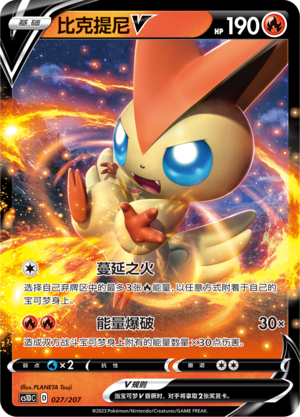 基础 比克提尼V HP 190
蔓延之火
选择自己弃牌区中的最多3张能量,以任意方式附着于自己的
宝可梦身上。
能量爆破 30×
造成双方战斗宝可梦身上附有的能量数量×30点伤害。
弱点 ×2 抗性 撤退
Illus. PLANETA Tsuji
CS1DC D 027/207
V规则
当宝可梦V昏厥时,对手将拿取2张奖赏卡。
©2023 Pokémon/Nintendo/Creatures/GAME FREAK.